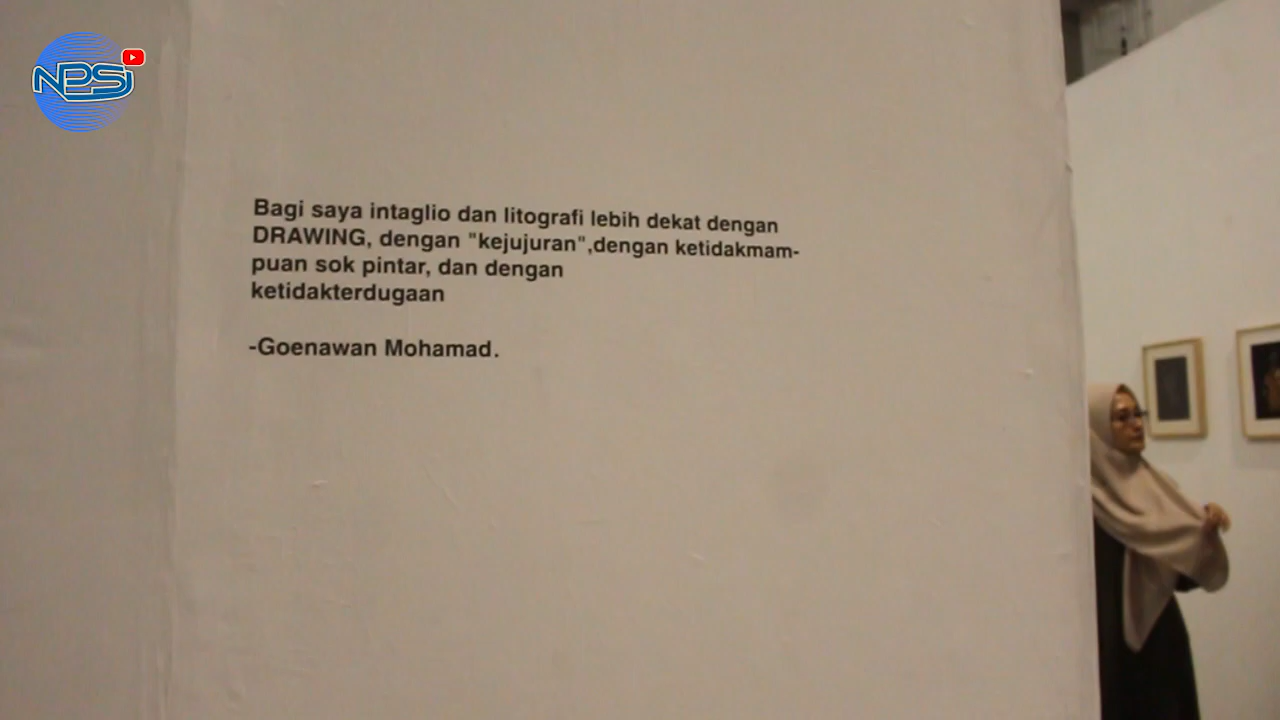 NPSJ
Bagi saya intaglio dan litografi lebih dekat dengan
DRAWING, dengan "kejujuran",dengan ketidakmam-
puan sok pintar, dan dengan
ketidakterdugaan
-Goenawan Mohamad.